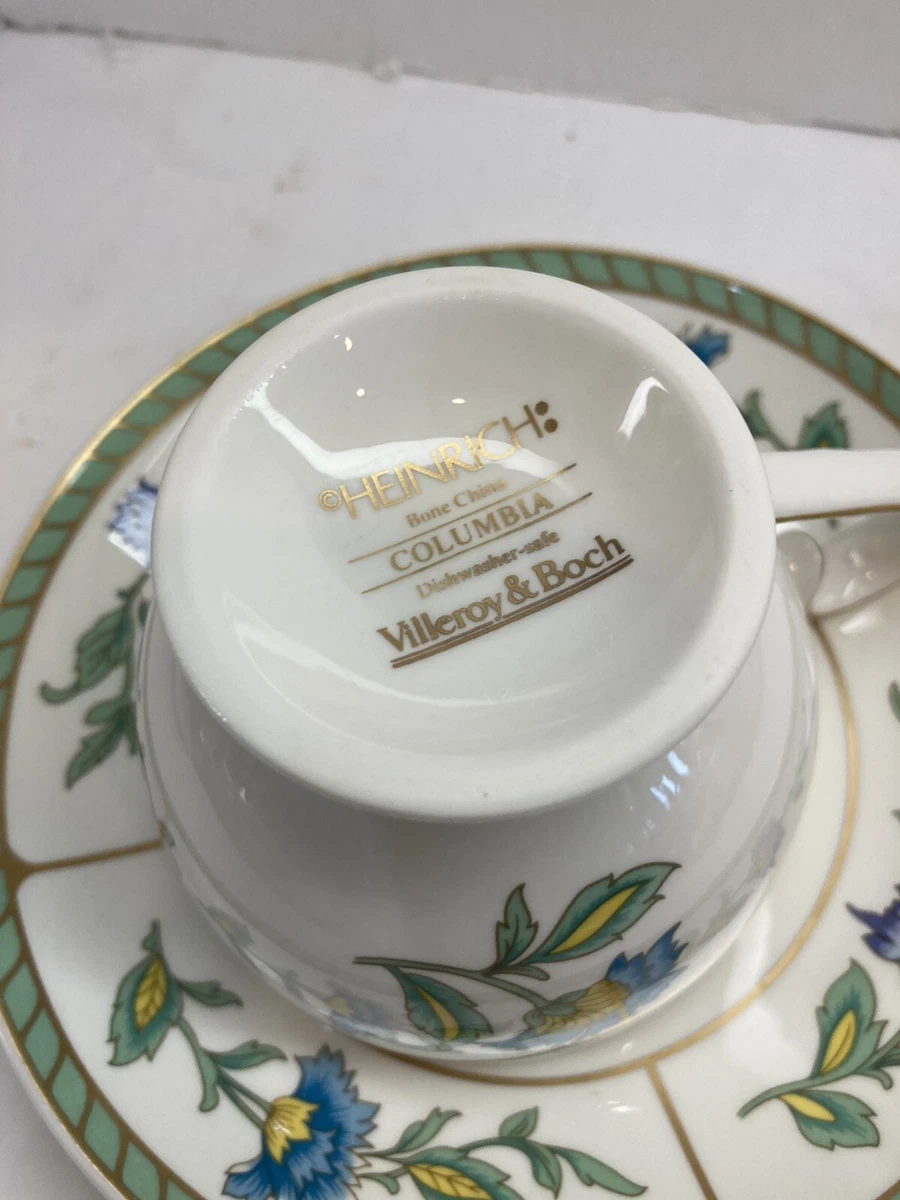 ©HEINRICH:
Bone China
COLUMBIA
Dishwasher-safe
Villeroy & Boch